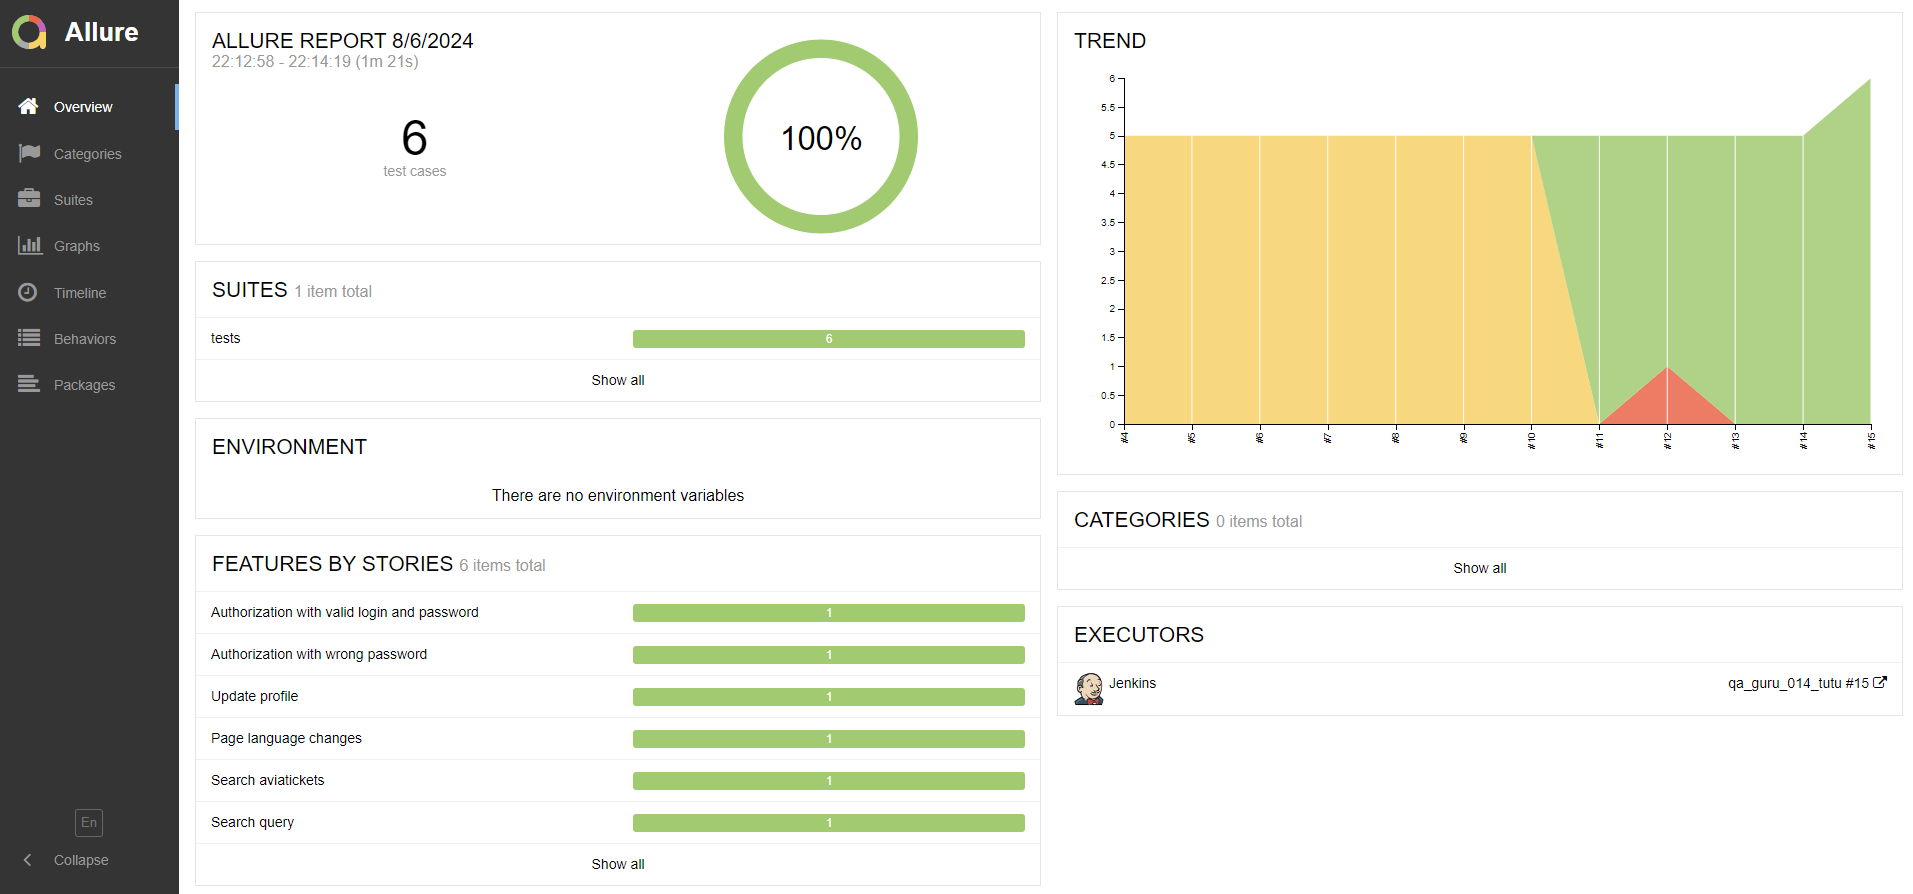 Allure
Overview
Categories
Suites
Graphs
Timeline
Behaviors
Packages
En
Collapse
ALLURE REPORT 8/6/2024
22:12:58 - 22:14:19 (1m 21s)
6
test cases
100%
SUITES 1 item total
tests 6
Show all
ENVIRONMENT
There are no environment variables
FEATURES BY STORIES 6 items total
Authorization with valid login and password 1
Authorization with wrong password 1
Update profile 1
Page language changes 1
Search aviatickets 1
Search query 1
Show all
TREND
6
5.5
5
4.5
4
3.5
3
2.5
2
1.5
1
0.5
0
#4 #5 #6 #7 #8 #9 #10 #11 #12 #13 #14 #15
CATEGORIES 0 items total
Show all
EXECUTORS
Jenkins qa_guru_014_tutu #15